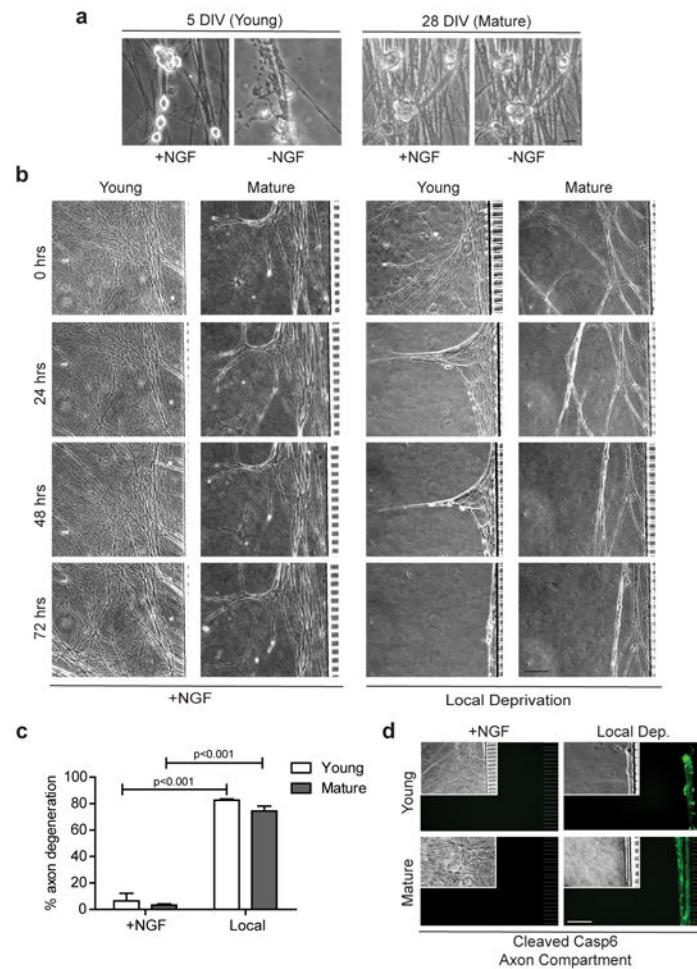 a
5 DIV (Young)
28 DIV (Mature)
+NGF
-NGF
+NGF
-NGF
b
Young
Mature
Young
Mature
0 hrs
24 hrs
48 hrs
72 hrs
+NGF
Local Deprivation
c
p<0.001
p<0.001
Young
Mature
% axon degeneration
100
80
60
40
20
0
+NGF
Local
d
+NGF
Local Dep.
Young
Mature
Cleaved Casp6
Axon Compartment